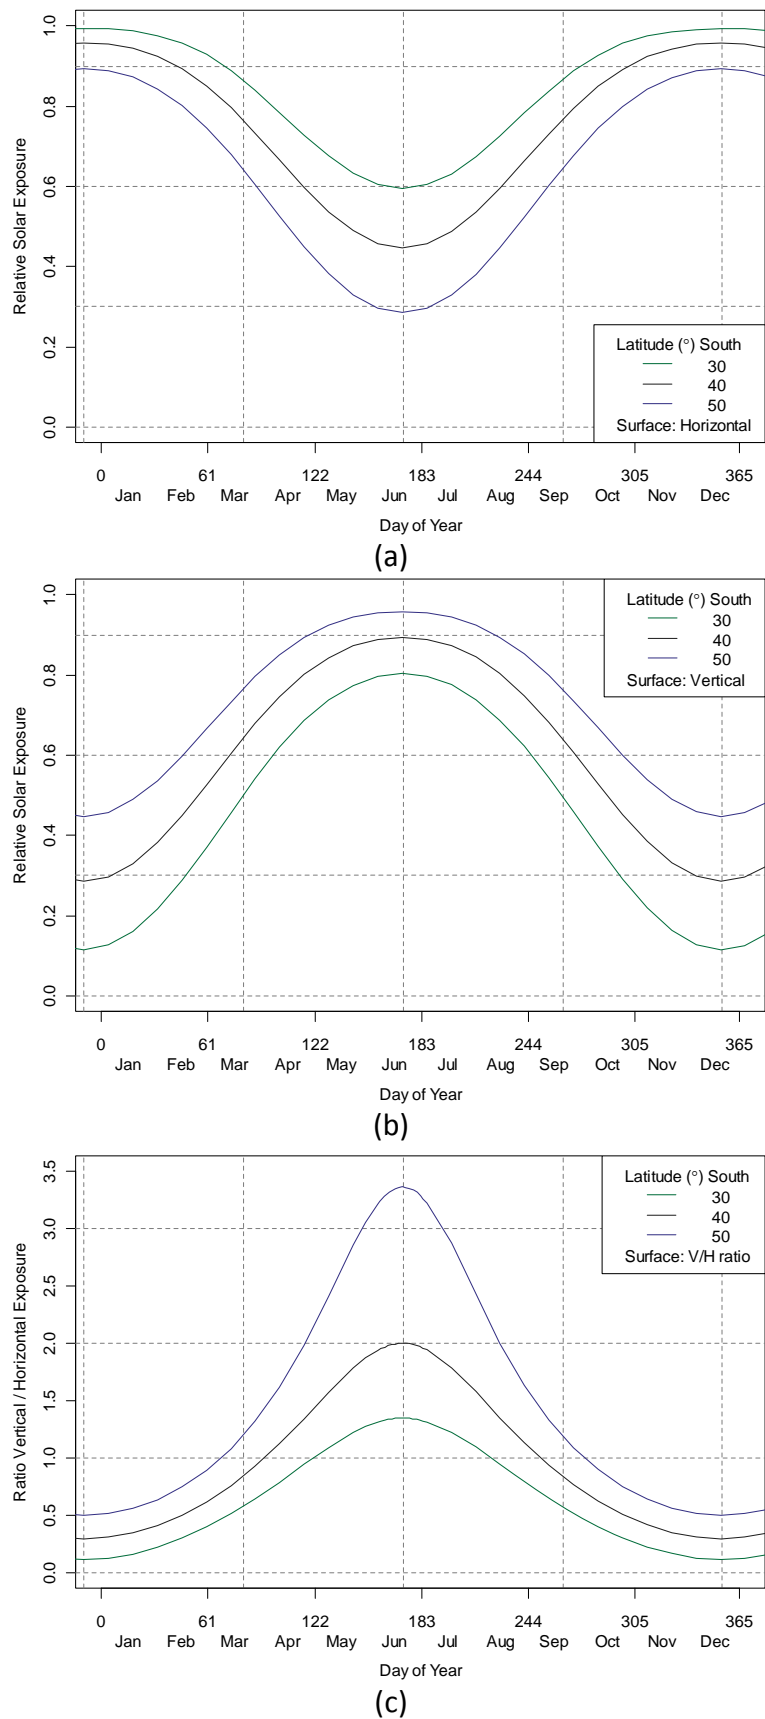 Relative Solar Exposure
1.0
0.8
0.6
0.4
0.2
0.0
Latitude (°) South
30
40
50
Surface: Horizontal
0 61 122 183 244 305 365
Jan Feb Mar Apr May Jun Jul Aug Sep Oct Nov Dec
Day of Year
(a)
Relative Solar Exposure
1.0
0.8
0.6
0.4
0.2
0.0
Latitude (°) South
30
40
50
Surface: Vertical
0 61 122 183 244 305 365
Jan Feb Mar Apr May Jun Jul Aug Sep Oct Nov Dec
Day of Year
(b)
Ratio Vertical / Horizontal Exposure
3.5
3.0
2.5
2.0
1.5
1.0
0.5
0.0
Latitude (°) South
30
40
50
Surface: V/H ratio
0 61 122 183 244 305 365
Jan Feb Mar Apr May Jun Jul Aug Sep Oct Nov Dec
Day of Year
(c)